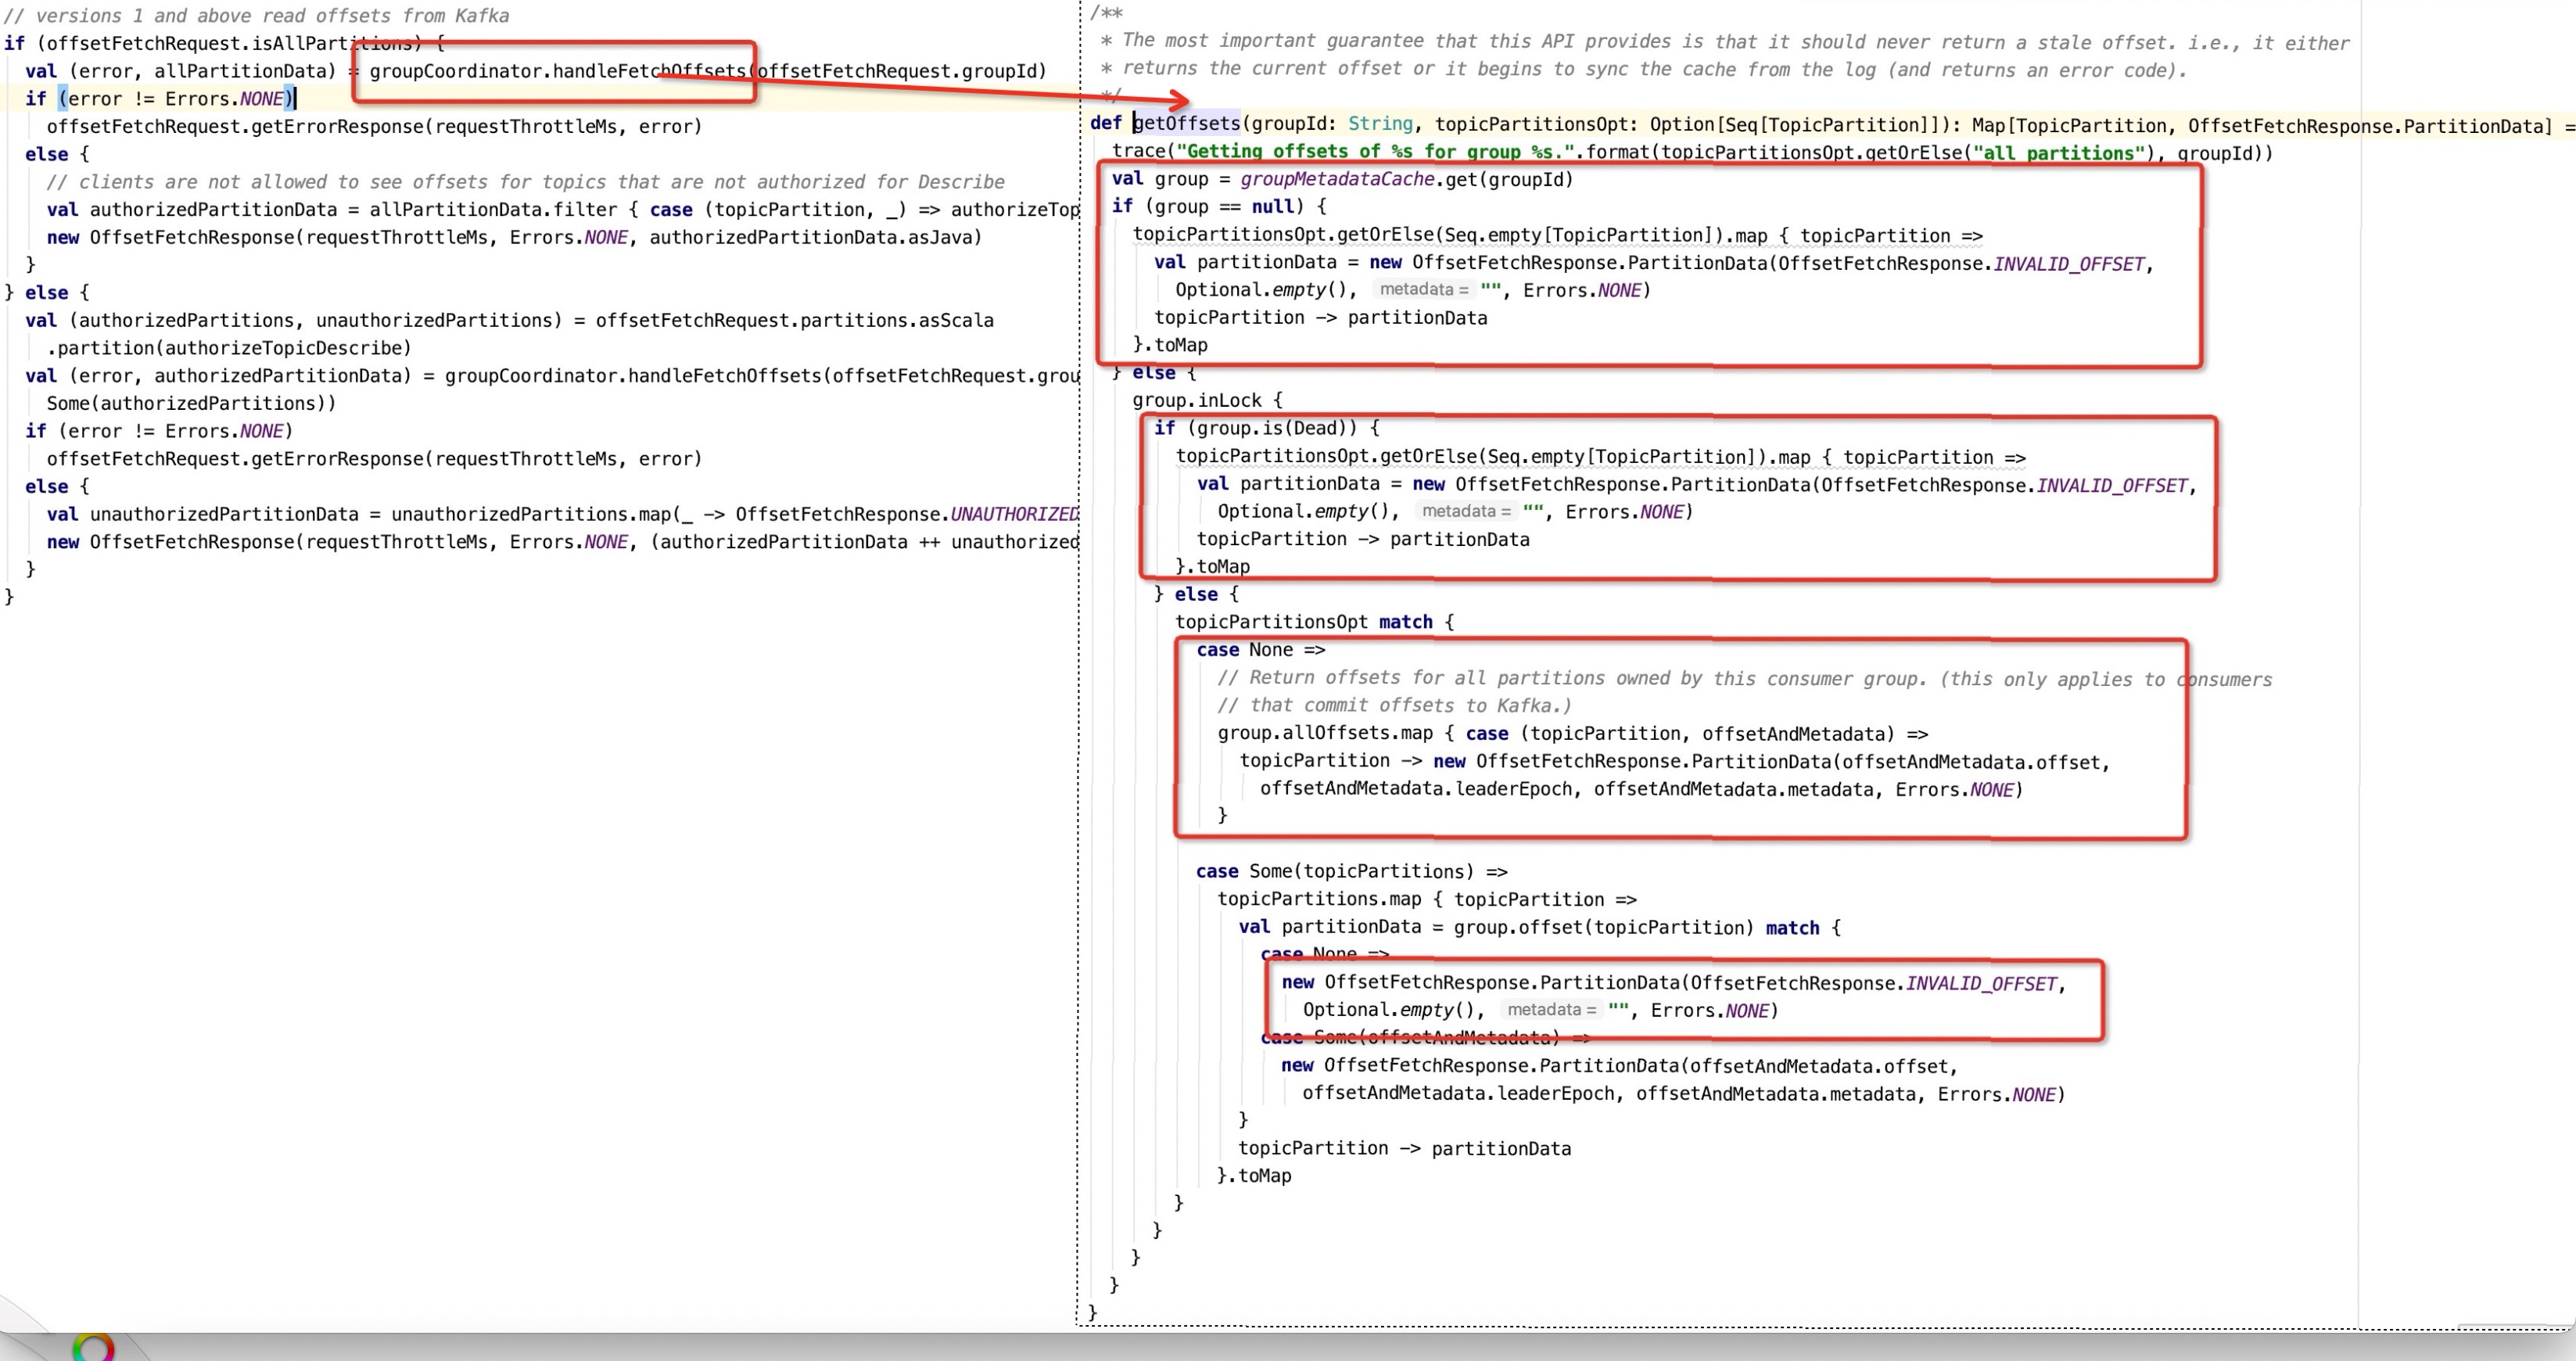 // versions 1 and above read offsets from Kafka
if (offsetFetchRequest.isAllPartitions) {
val (error, allPartitionData) = groupCoordinator.handleFetchOffsets(offsetFetchRequest.groupId)
if (error != Errors.NONE)
offsetFetchRequest.getErrorResponse(requestThrottleMs, error)
else {
// clients are not allowed to see offsets for topics that are not authorized for Describe
val authorizedPartitionData = allPartitionData.filter { case (topicPartition, _) => authorizeTop
new OffsetFetchResponse(requestThrottleMs, Errors.NONE, authorizedPartitionData.asJava)
}
} else {
val (authorizedPartitions, unauthorizedPartitions) = offsetFetchRequest.partitions.asScala
.partition(authorizeTopicDescribe)
val (error, authorizedPartitionData) = groupCoordinator.handleFetchOffsets(offsetFetchRequest.grou
Some(authorizedPartitions))
if (error != Errors.NONE)
offsetFetchRequest.getErrorResponse(requestThrottleMs, error)
else {
val unauthorizedPartitionData = unauthorizedPartitions.map(_ -> OffsetFetchResponse.UNAUTHORIZED
new OffsetFetchResponse(requestThrottleMs, Errors.NONE, (authorizedPartitionData ++ unauthorized
}
}
/**
* The most important guarantee that this API provides is that it should never return a stale offset. i.e., it either
* returns the current offset or it begins to sync the cache from the log (and returns an error code).
*/
def getOffsets(groupId: String, topicPartitionsOpt: Option[Seq[TopicPartition]]): Map[TopicPartition, OffsetFetchResponse.PartitionData] =
trace("Getting offsets of %s for group %s.".format(topicPartitionsOpt.getOrElse("all partitions"), groupId))
val group = groupMetadataCache.get(groupId)
if (group == null) {
topicPartitionsOpt.getOrElse(Seq.empty[TopicPartition]).map { topicPartition =>
val partitionData = new OffsetFetchResponse.PartitionData(OffsetFetchResponse.INVALID_OFFSET,
Optional.empty(), metadata = "", Errors.NONE)
topicPartition -> partitionData
}.toMap
} else {
group.inLock {
if (group.is(Dead)) {
topicPartitionsOpt.getOrElse(Seq.empty[TopicPartition]).map { topicPartition =>
val partitionData = new OffsetFetchResponse.PartitionData(OffsetFetchResponse.INVALID_OFFSET,
Optional.empty(), metadata = "", Errors.NONE)
topicPartition -> partitionData
}.toMap
} else {
topicPartitionsOpt match {
case None =>
// Return offsets for all partitions owned by this consumer group. (this only applies to consumers
// that commit offsets to Kafka.)
group.allOffsets.map { case (topicPartition, offsetAndMetadata) =>
topicPartition -> new OffsetFetchResponse.PartitionData(offsetAndMetadata.offset,
offsetAndMetadata.leaderEpoch, offsetAndMetadata.metadata, Errors.NONE)
}
case Some(topicPartitions) =>
topicPartitions.map { topicPartition =>
val partitionData = group.offset(topicPartition) match {
case None =>
new OffsetFetchResponse.PartitionData(OffsetFetchResponse.INVALID_OFFSET,
Optional.empty(), metadata = "", Errors.NONE)
case Some(offsetAndMetadata) =>
new OffsetFetchResponse.PartitionData(offsetAndMetadata.offset,
offsetAndMetadata.leaderEpoch, offsetAndMetadata.metadata, Errors.NONE)
}
topicPartition -> partitionData
}.toMap
}
}
}
}
}